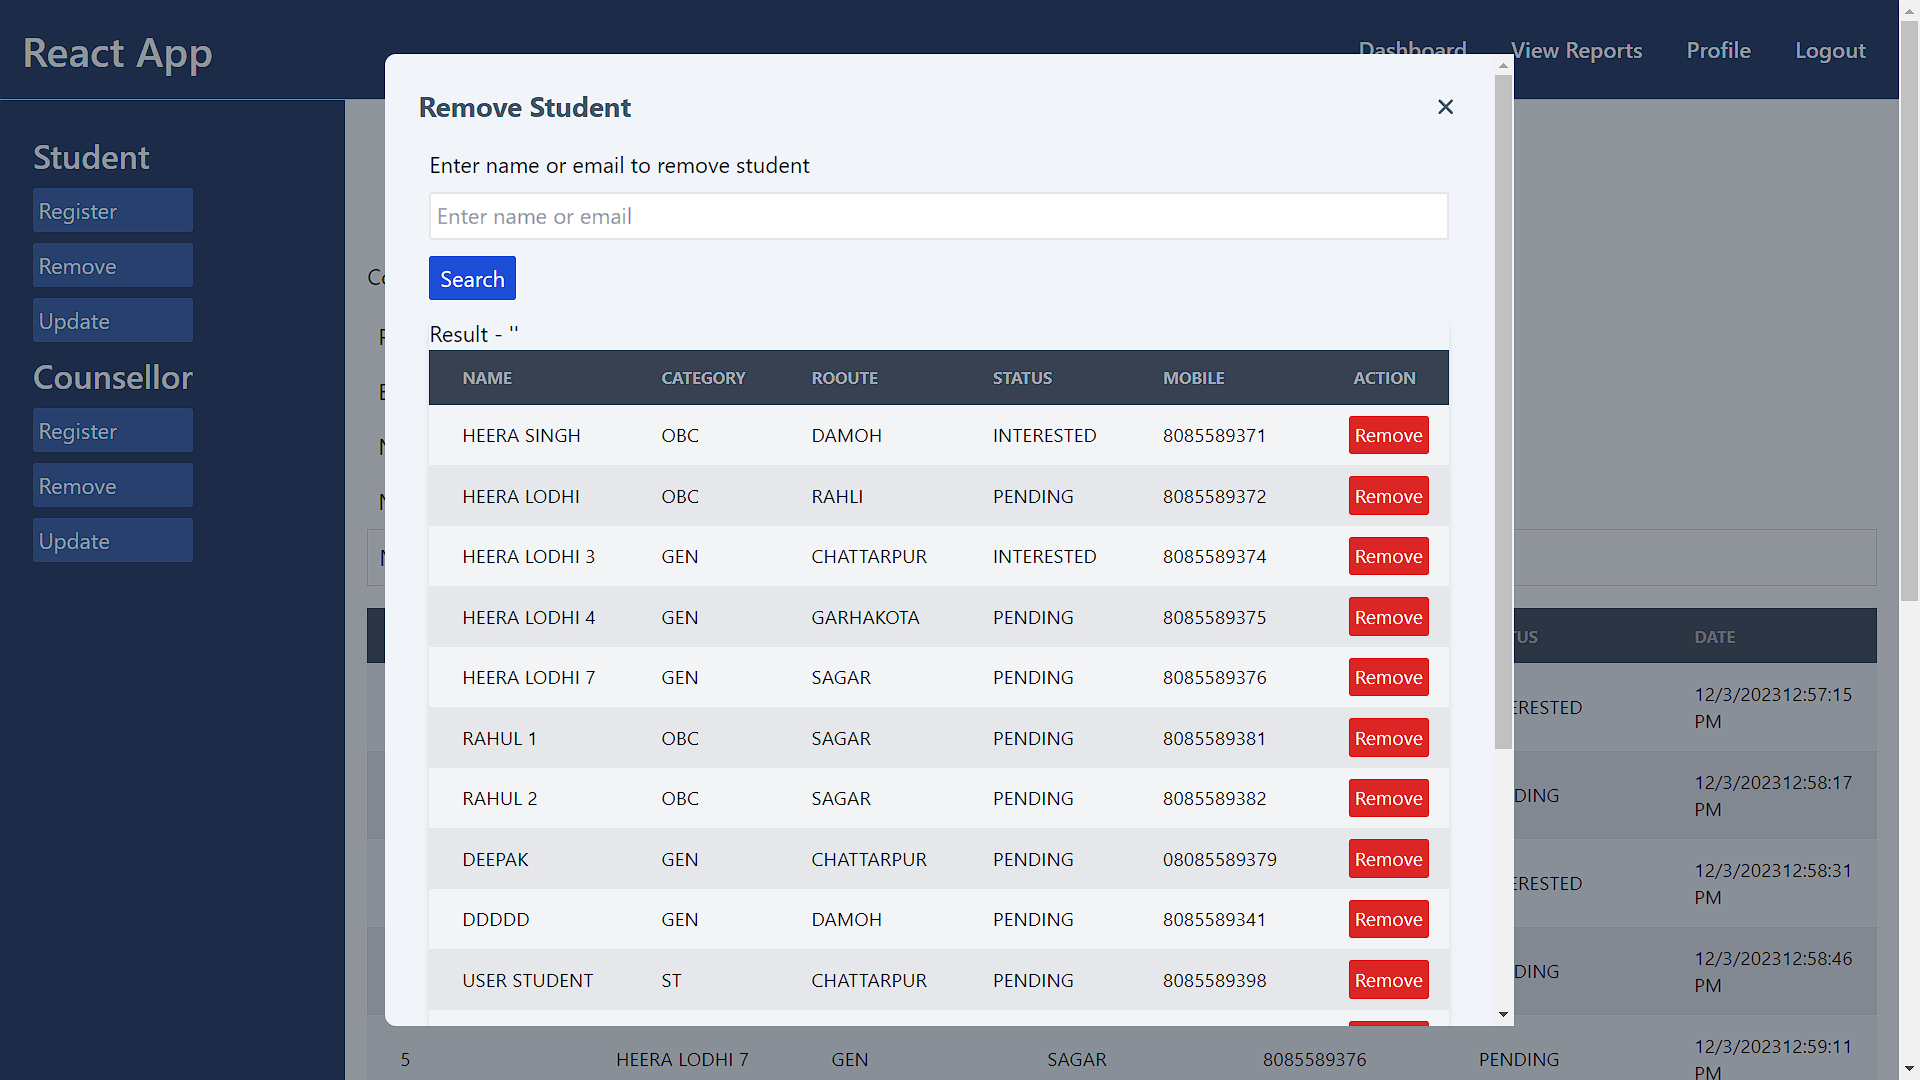 React App
Dashboard
View Reports
Profile
Logout
Student
Register
Remove
Update
Counsellor
Register
Remove
Update
Remove Student
Enter name or email to remove student
Enter name or email
Search
Result - ''
NAME CATEGORY ROOUTE STATUS MOBILE ACTION
HEERA SINGH OBC DAMOH INTERESTED 8085589371 Remove
HEERA LODHI OBC RAHLI PENDING 8085589372 Remove
HEERA LODHI 3 GEN CHATTARPUR INTERESTED 8085589374 Remove
HEERA LODHI 4 GEN GARHAKOTA PENDING 8085589375 Remove
HEERA LODHI 7 GEN SAGAR PENDING 8085589376 Remove
RAHUL 1 OBC SAGAR PENDING 8085589381 Remove
RAHUL 2 OBC SAGAR PENDING 8085589382 Remove
DEEPAK GEN CHATTARPUR PENDING 08085589379 Remove
DDDDD GEN DAMOH PENDING 8085589341 Remove
USER STUDENT ST CHATTARPUR PENDING 8085589398 Remove
TUS DATE
ERESTED 12/3/202312:57:15
PM
DING 12/3/202312:58:17
PM
ERESTED 12/3/202312:58:31
PM
DING 12/3/202312:58:46
PM
5 HEERA LODHI 7 GEN SAGAR 8085589376 PENDING 12/3/202312:59:11
PM